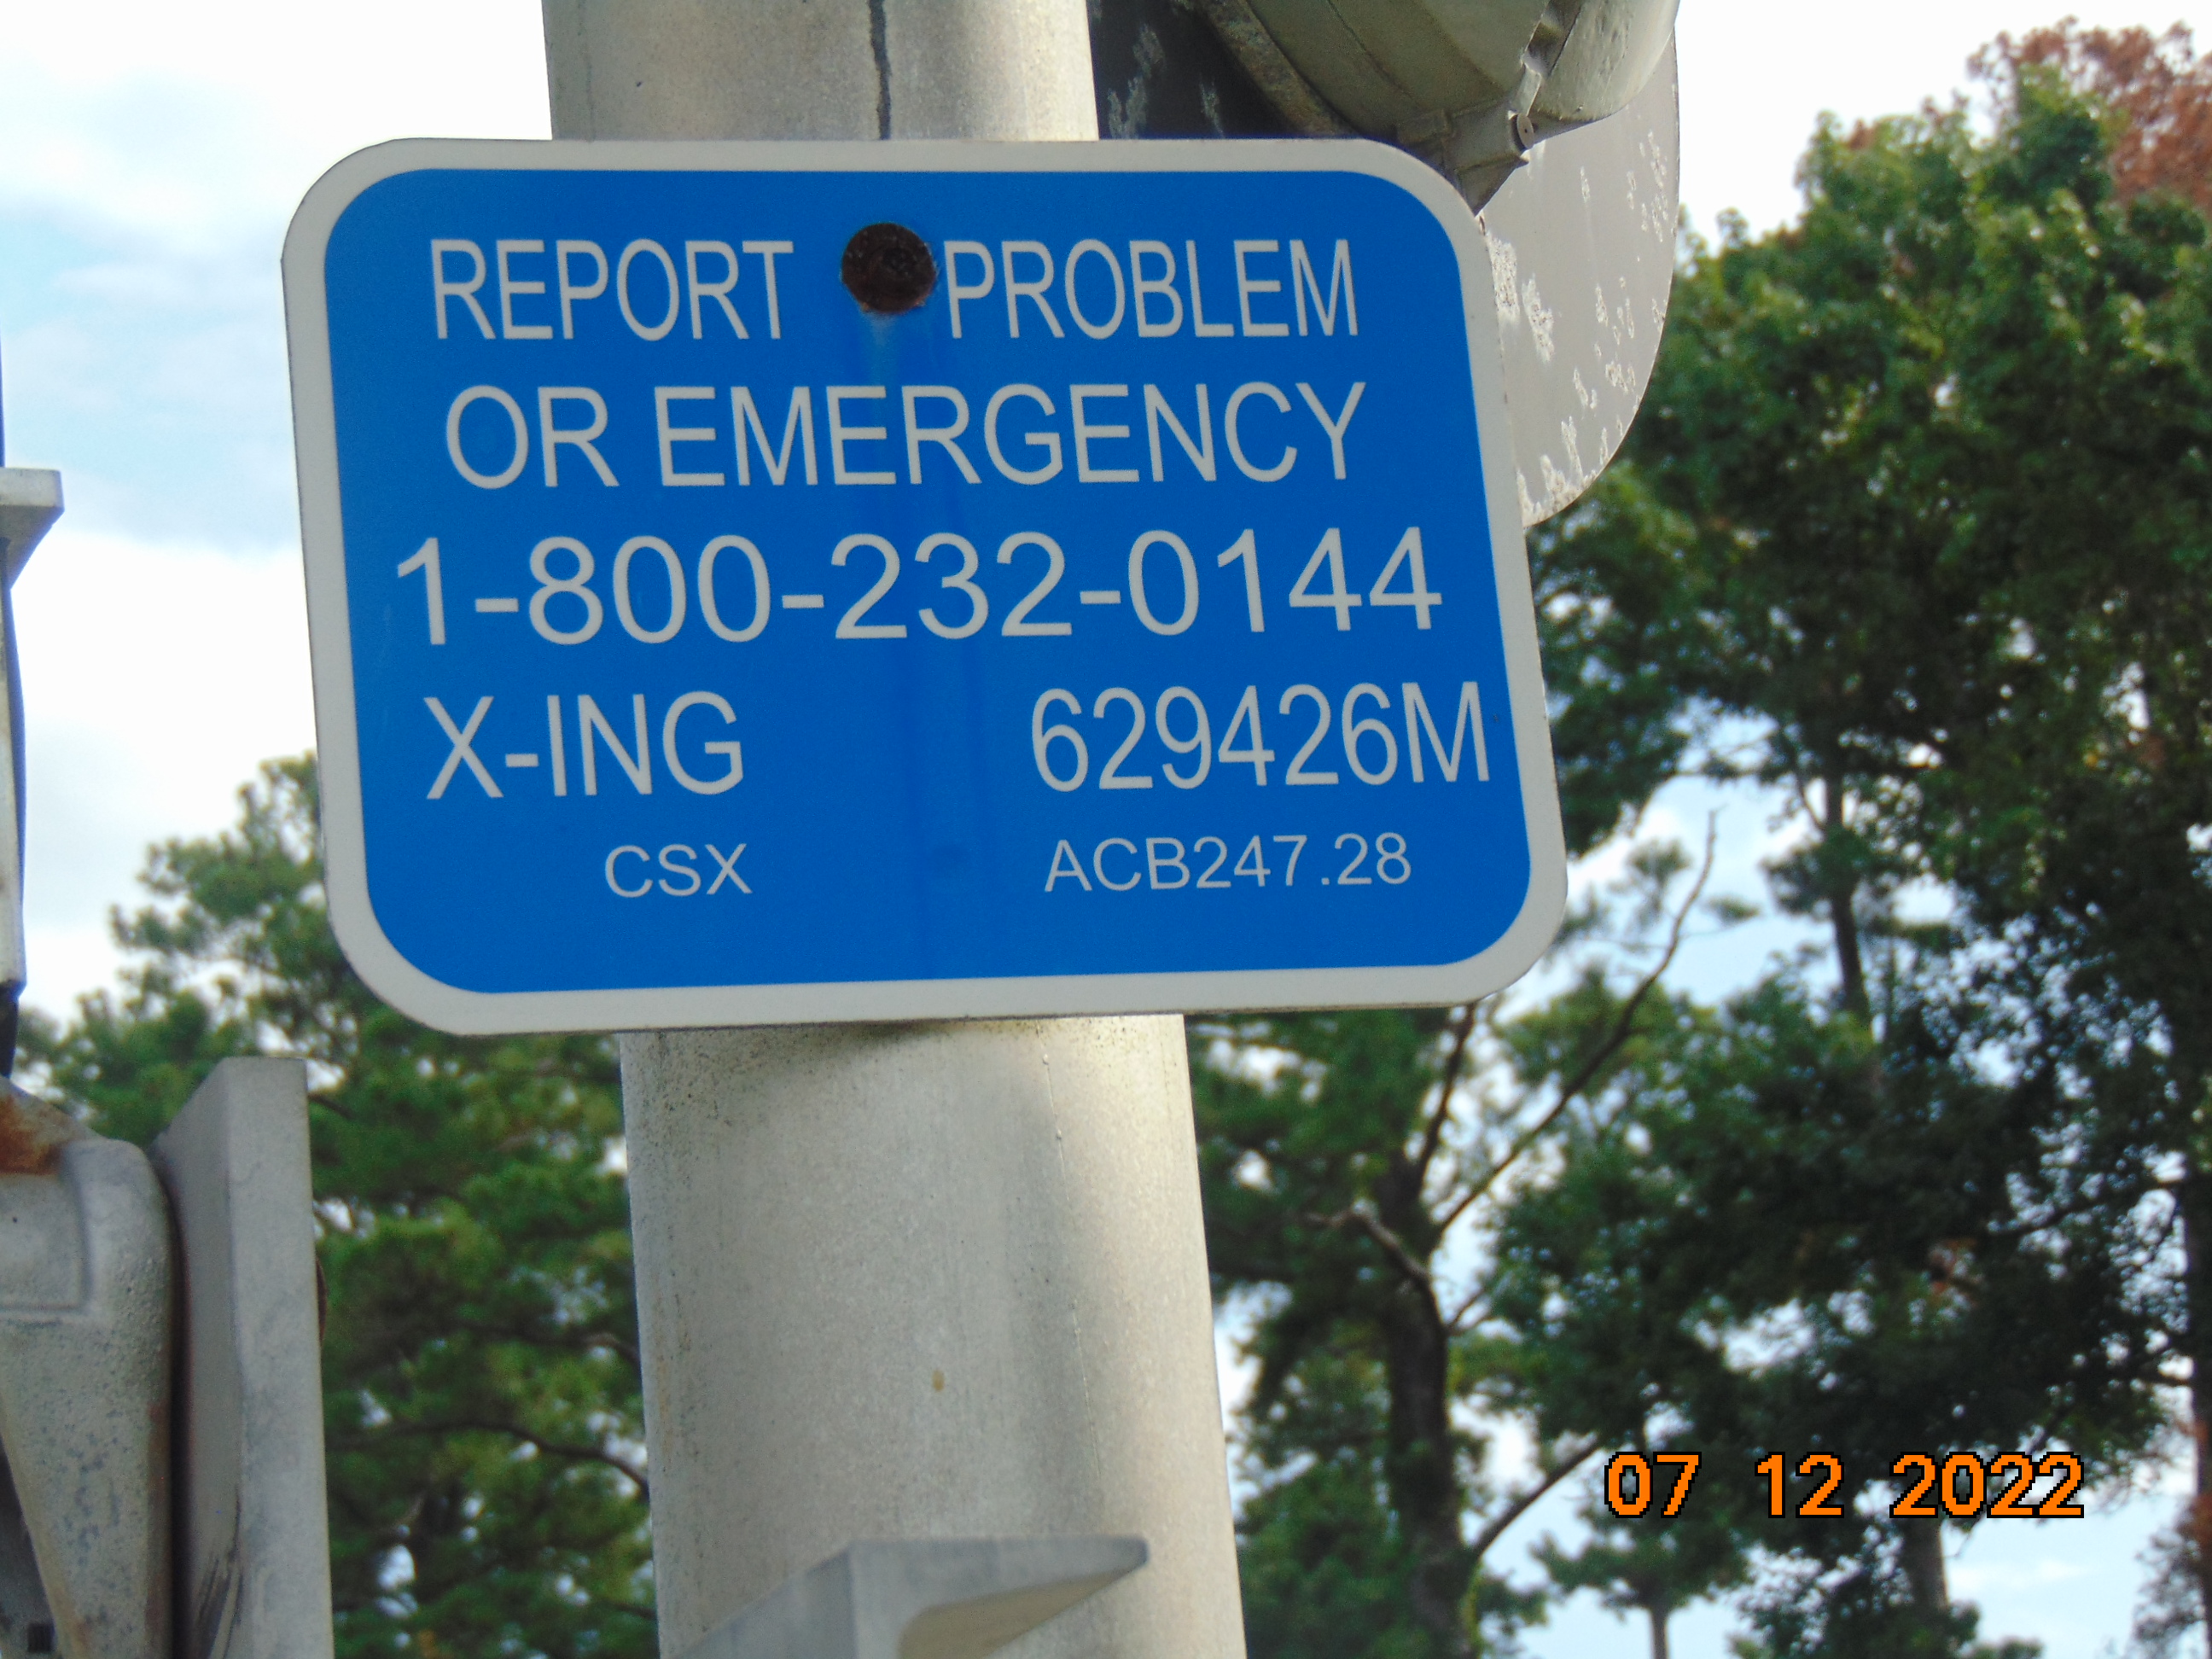 REPORT PROBLEM
OR EMERGENCY
1-800-232-0144
X-ING 629426M
CSX ACB247.28
07 12 2022